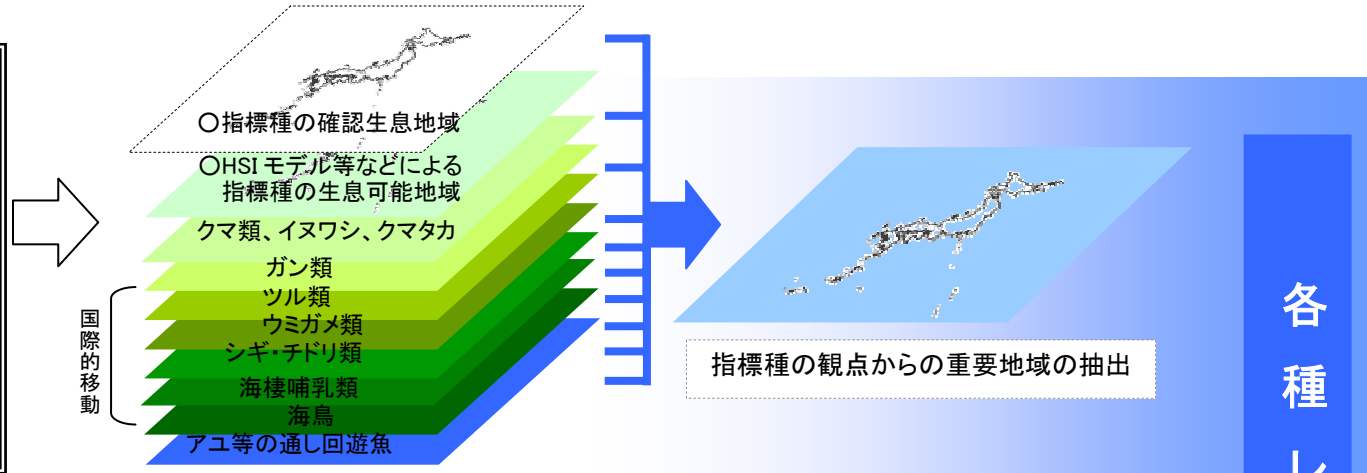 〇指標種の確認生息地域
〇HSI モデル等などによる
指標種の生息可能地域
クマ類、イヌワシ、クマタカ
ガン類
ツル類
ウミガメ類
シギ・チドリ類
海棲哺乳類
海鳥
アユ等の通し回遊魚
国際的移動
指標種の観点からの重要地域の抽出
各種レ